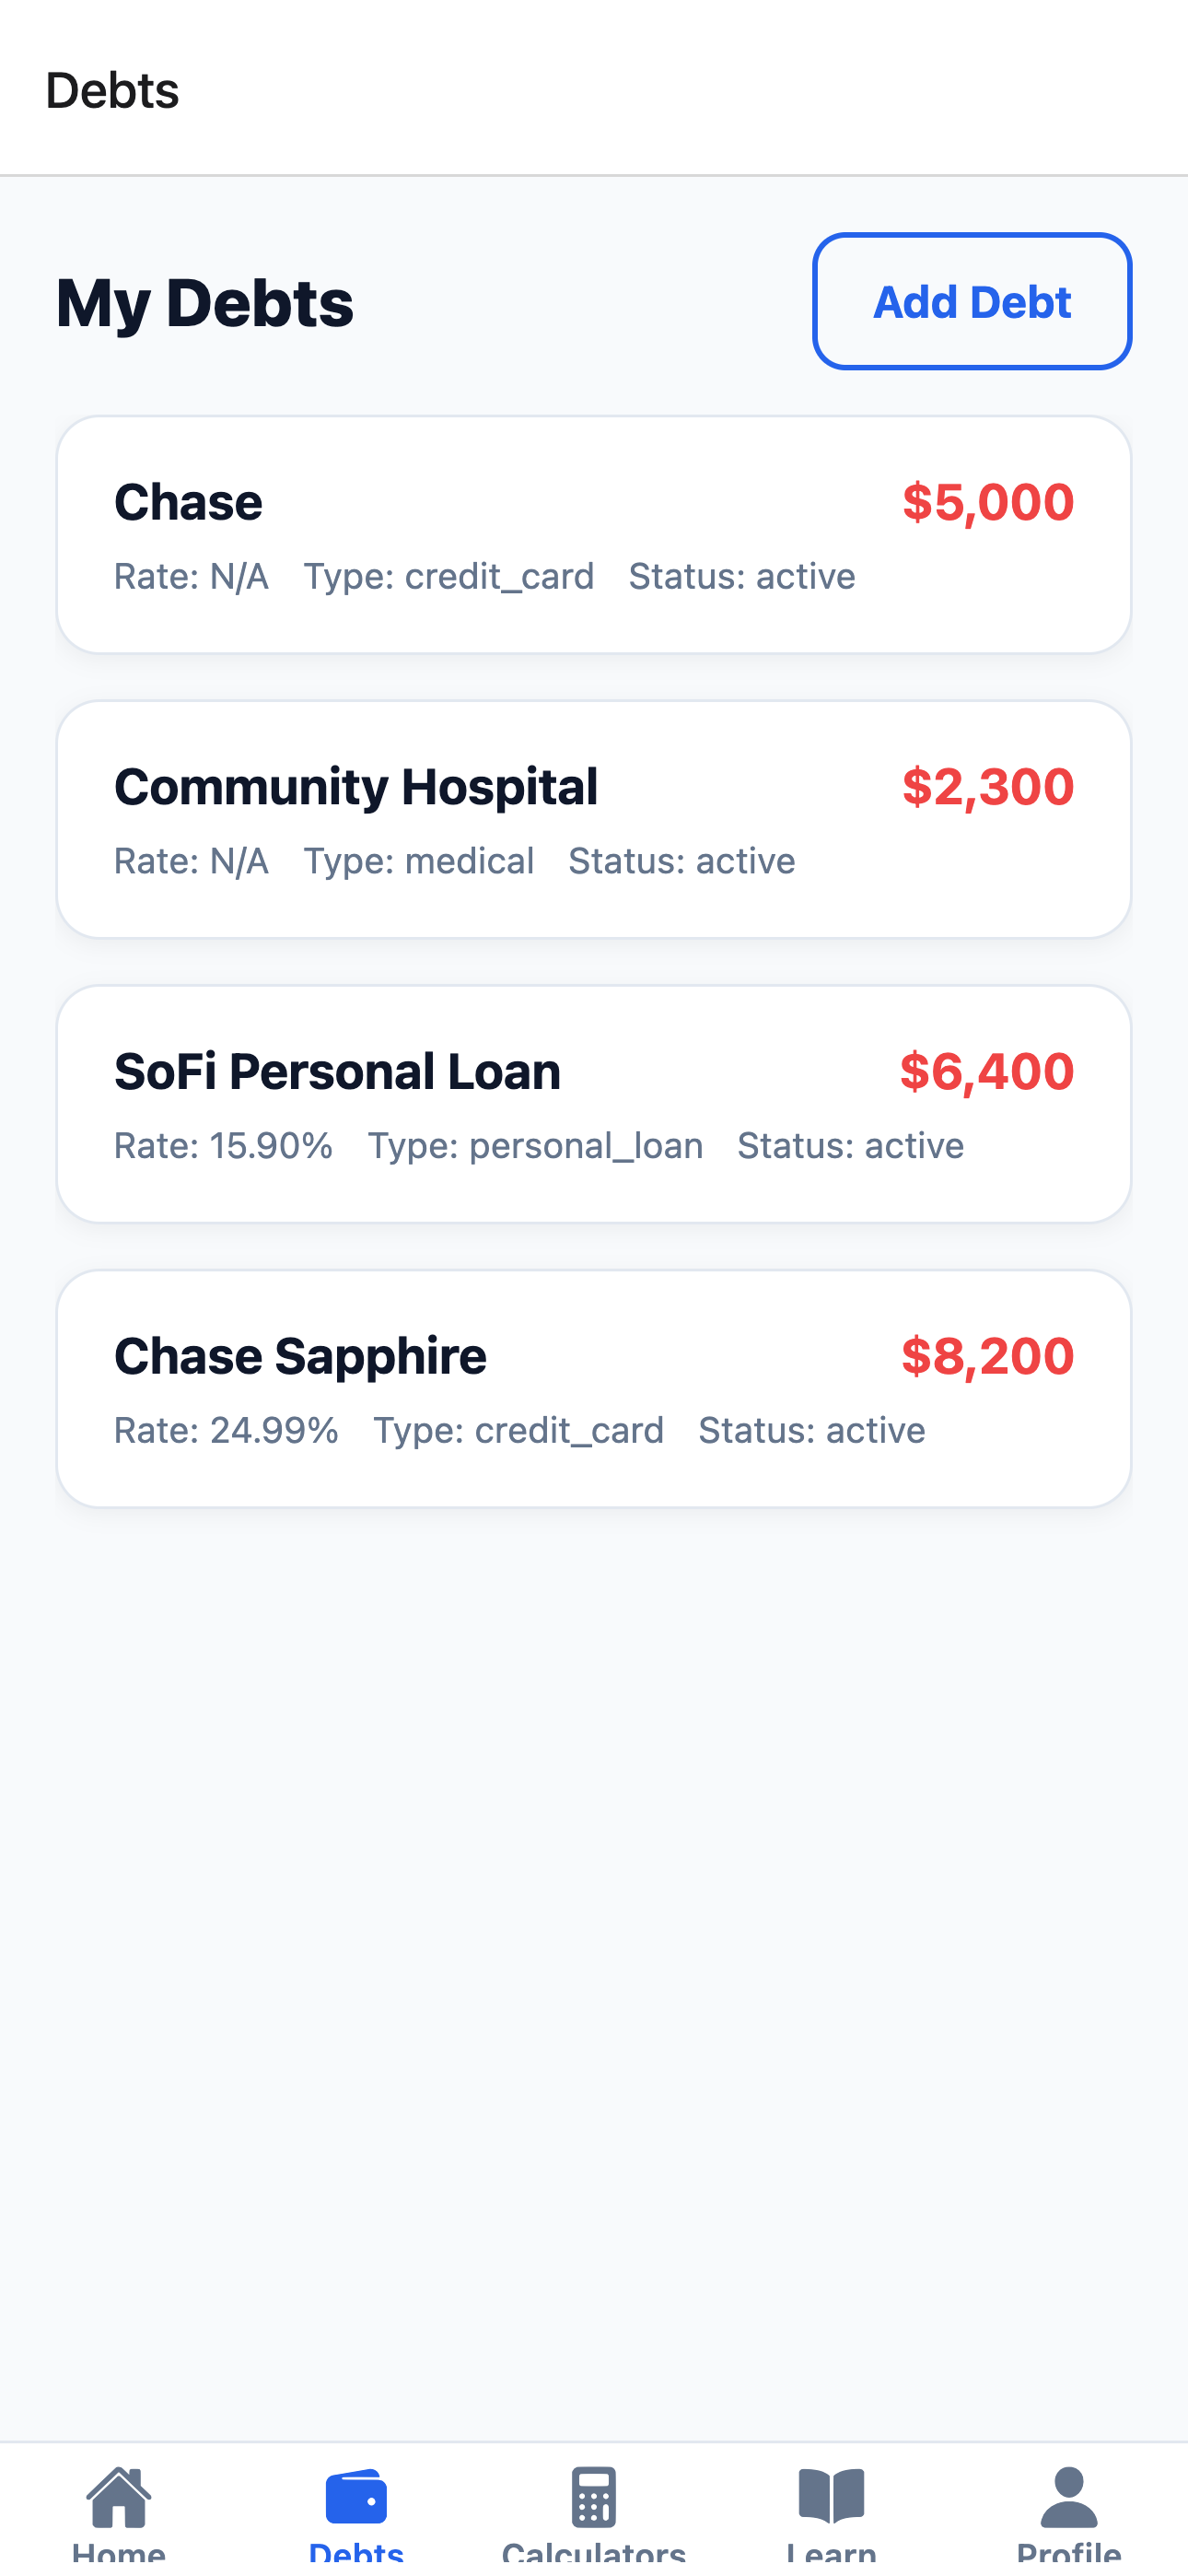 Debts
My Debts
Add Debt
Chase
$5,000
Rate: N/A Type: credit_card Status: active
Community Hospital
$2,300
Rate: N/A Type: medical Status: active
SoFi Personal Loan
$6,400
Rate: 15.90% Type: personal_loan Status: active
Chase Sapphire
$8,200
Rate: 24.99% Type: credit_card Status: active
Home Debts Calculators Learn Profile